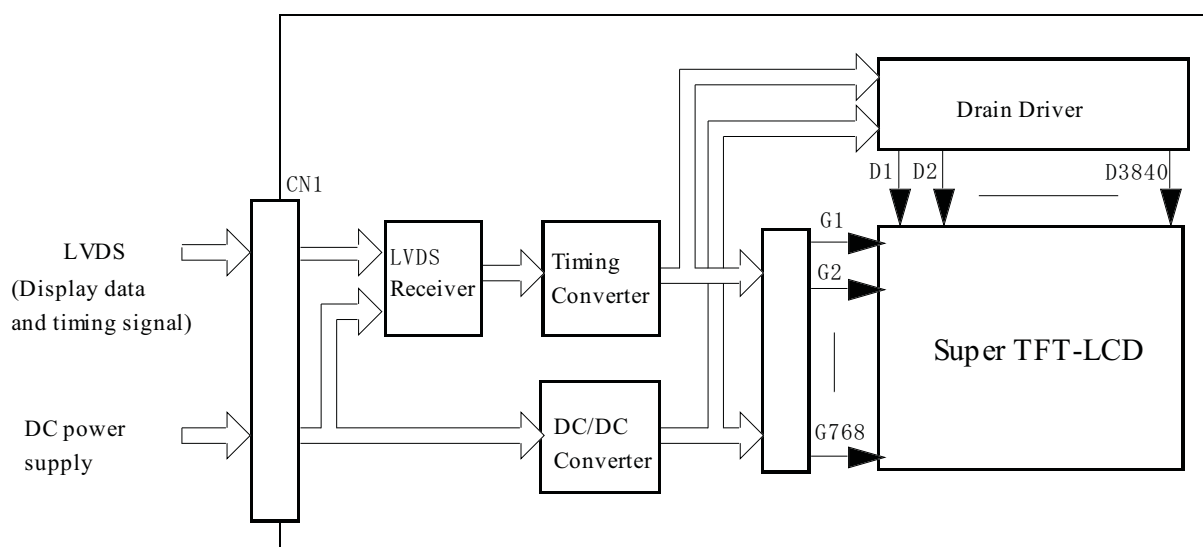 CN1
LVDS
(Display data
and timing signal)
DC power
supply
LVDS
Receiver
Timing
Converter
DC/DC
Converter
Drain Driver
D1
D2
D3840
G1
G2
G768
Super TFT-LCD